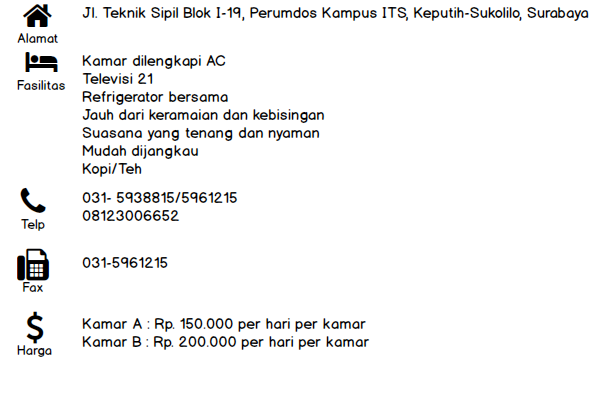 Jl. Teknik Sipil Blok I-19, Perumdos Kampus ITS, Keputih-Sukolilo, Surabaya
Alamat
Kamar dilengkapi AC
Fasilitas
Televisi 21
Refrigerator bersama
Jauh dari keramaian dan kebisingan
Suasana yang tenang dan nyaman
Mudah dijangkau
Kopi/Teh
031- 5938815/5961215
08123006652
Telp
031-5961215
Fax
Kamar A : Rp. 150.000 per hari per kamar
Kamar B : Rp. 200.000 per hari per kamar
Harga